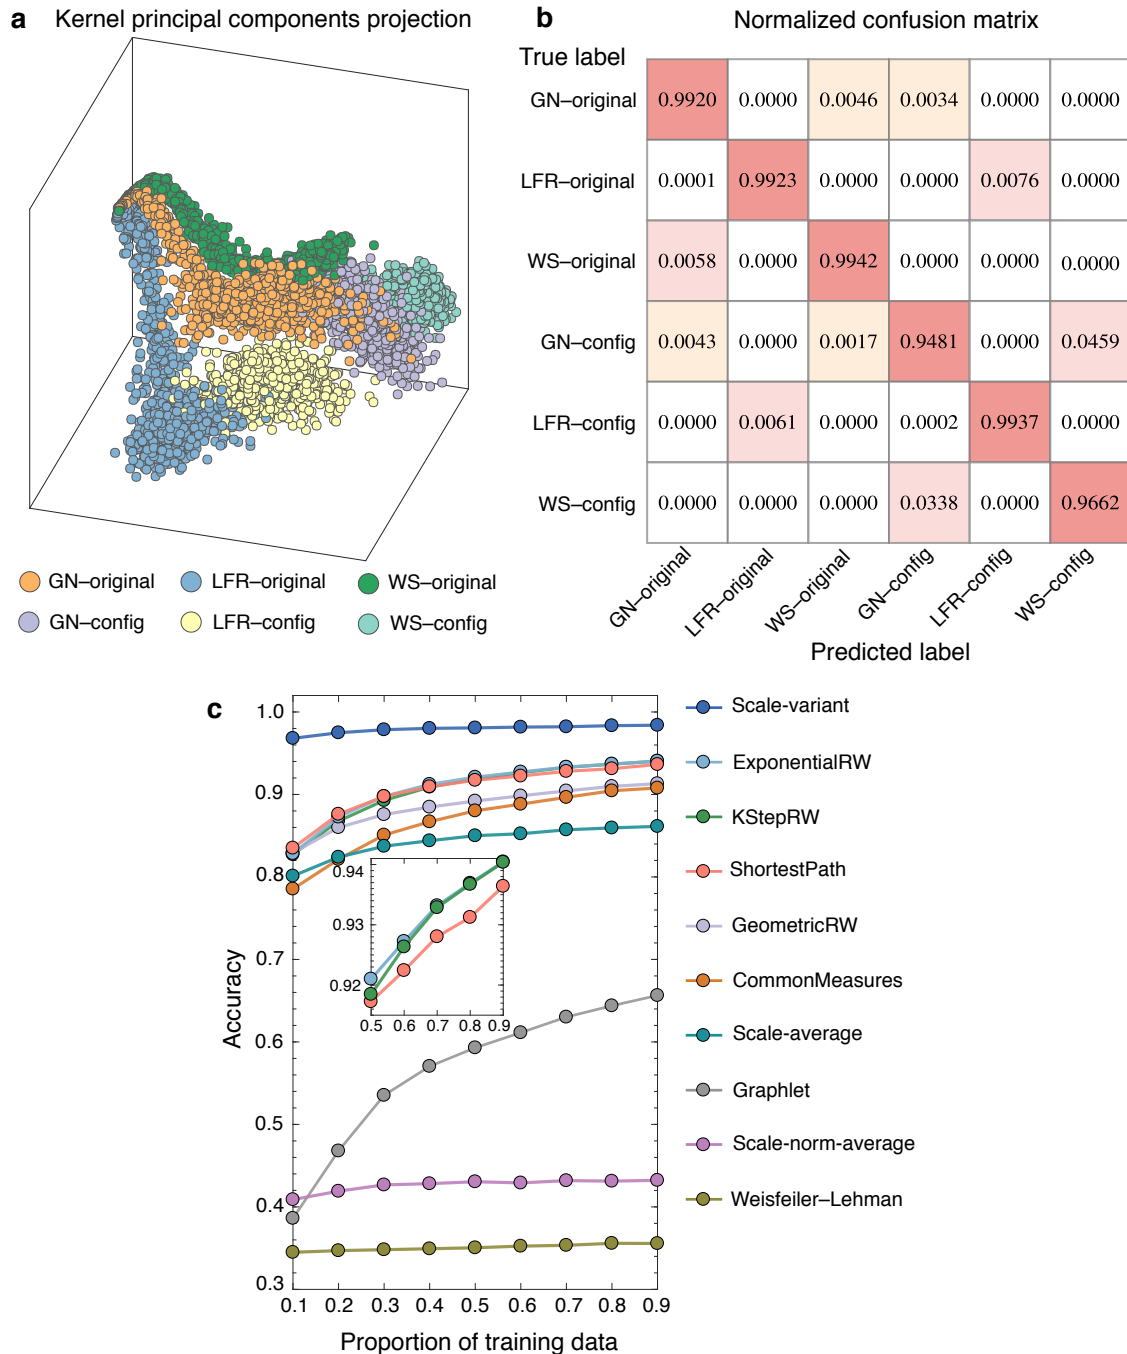 a Kernel principal components projection
GN–original
LFR–original
WS–original
GN–config
LFR–config
WS–config
b Normalized confusion matrix
True label
GN–original 0.9920 0.0000 0.0046 0.0034 0.0000 0.0000
LFR–original 0.0001 0.9923 0.0000 0.0000 0.0076 0.0000
WS–original 0.0058 0.0000 0.9942 0.0000 0.0000 0.0000
GN–config 0.0043 0.0000 0.0017 0.9481 0.0000 0.0459
LFR–config 0.0000 0.0061 0.0000 0.0002 0.9937 0.0000
WS–config 0.0000 0.0000 0.0000 0.0338 0.0000 0.9662
GN–original
LFR–original
WS–original
GN–config
LFR–config
WS–config
Predicted label
c
1.0
0.9
0.8
0.7
0.6
0.5
0.4
0.3
Accuracy
0.1 0.2 0.3 0.4 0.5 0.6 0.7 0.8 0.9
Proportion of training data
0.94
0.93
0.92
0.5 0.6 0.7 0.8 0.9
Scale-variant
ExponentialRW
KStepRW
ShortestPath
GeometricRW
CommonMeasures
Scale-average
Graphlet
Scale-norm-average
Weisfeiler–Lehman